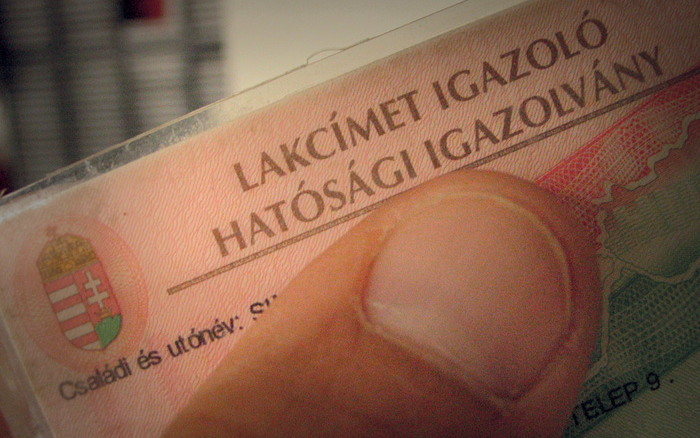 LAKCÍMET IGAZOLÓ
HATÓSÁGI IGAZOLVÁNY
Családi és utónév:
TELEP 9.